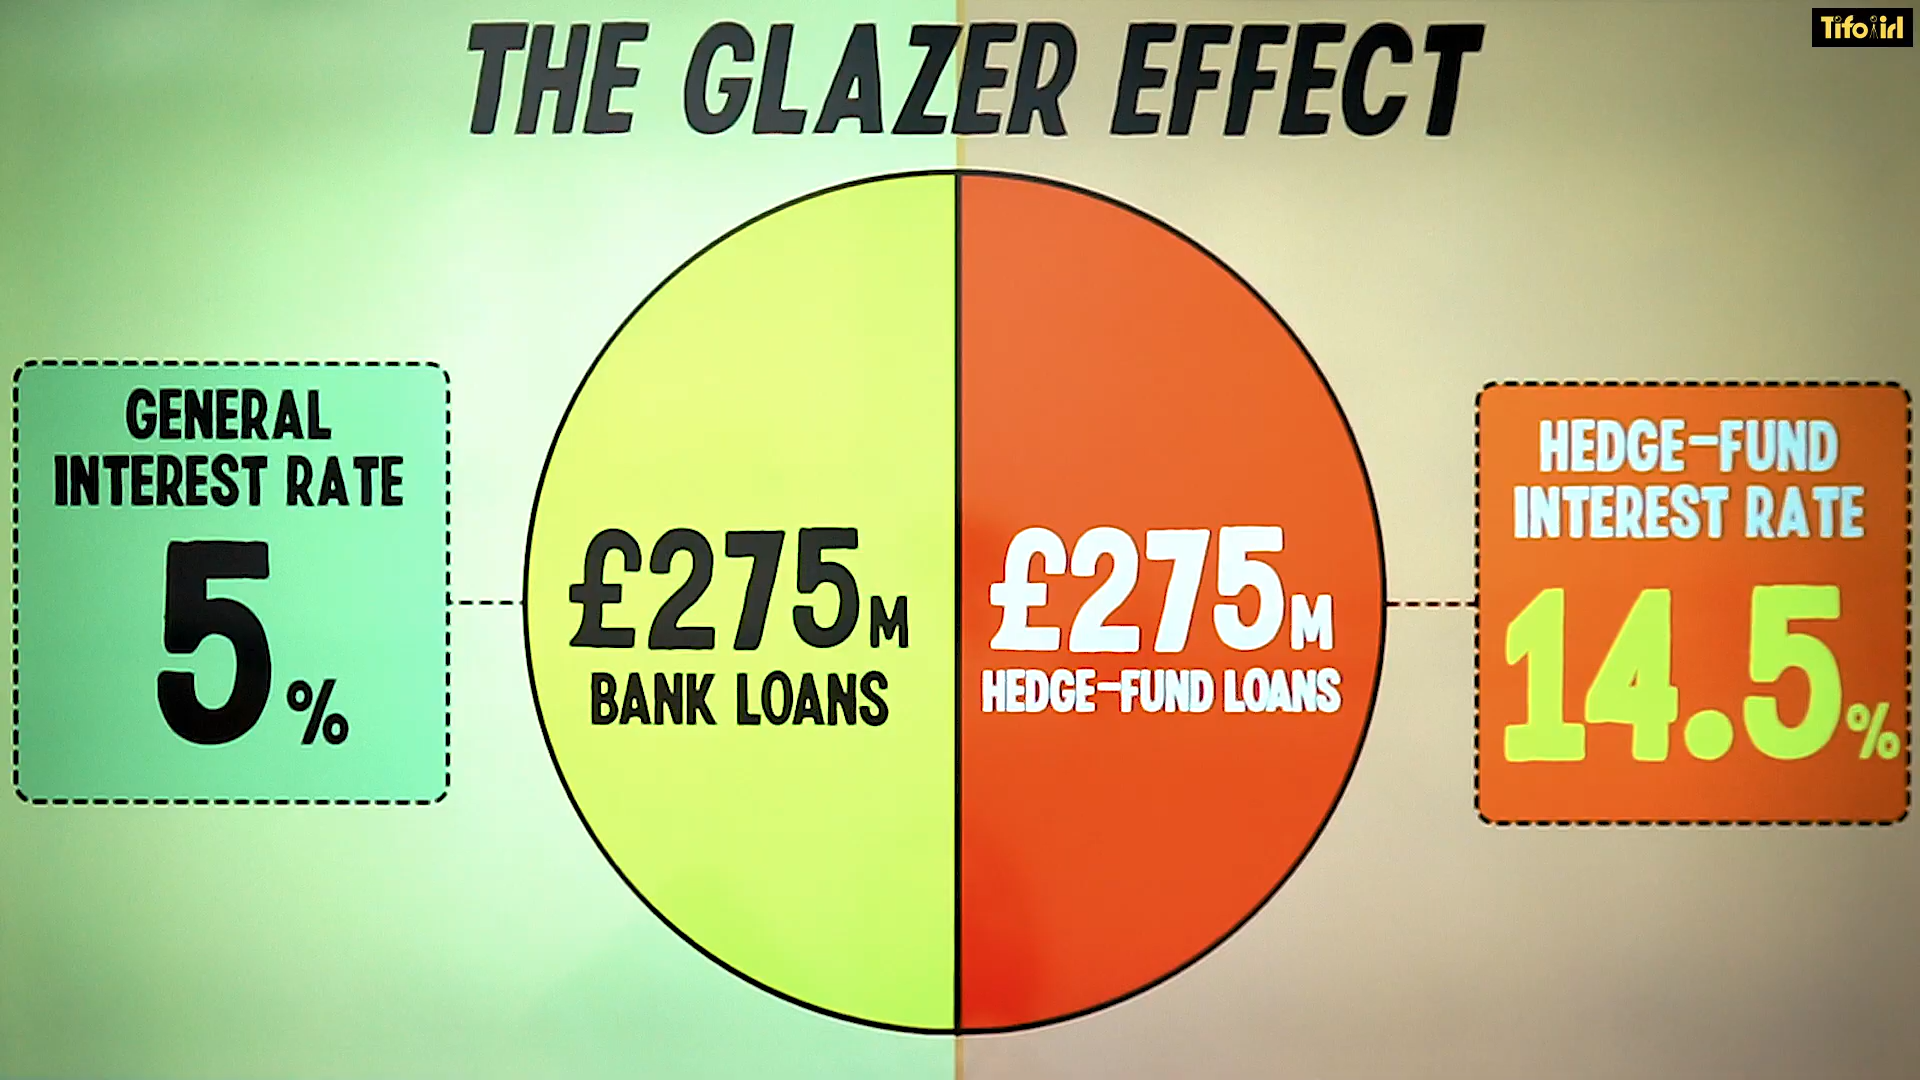 THE GLAZER EFFECT
Tifo irl
GENERAL
INTEREST RATE
5%
£275M
BANK LOANS
£275M
HEDGE-FUND LOANS
HEDGE-FUND
INTEREST RATE
14.5%